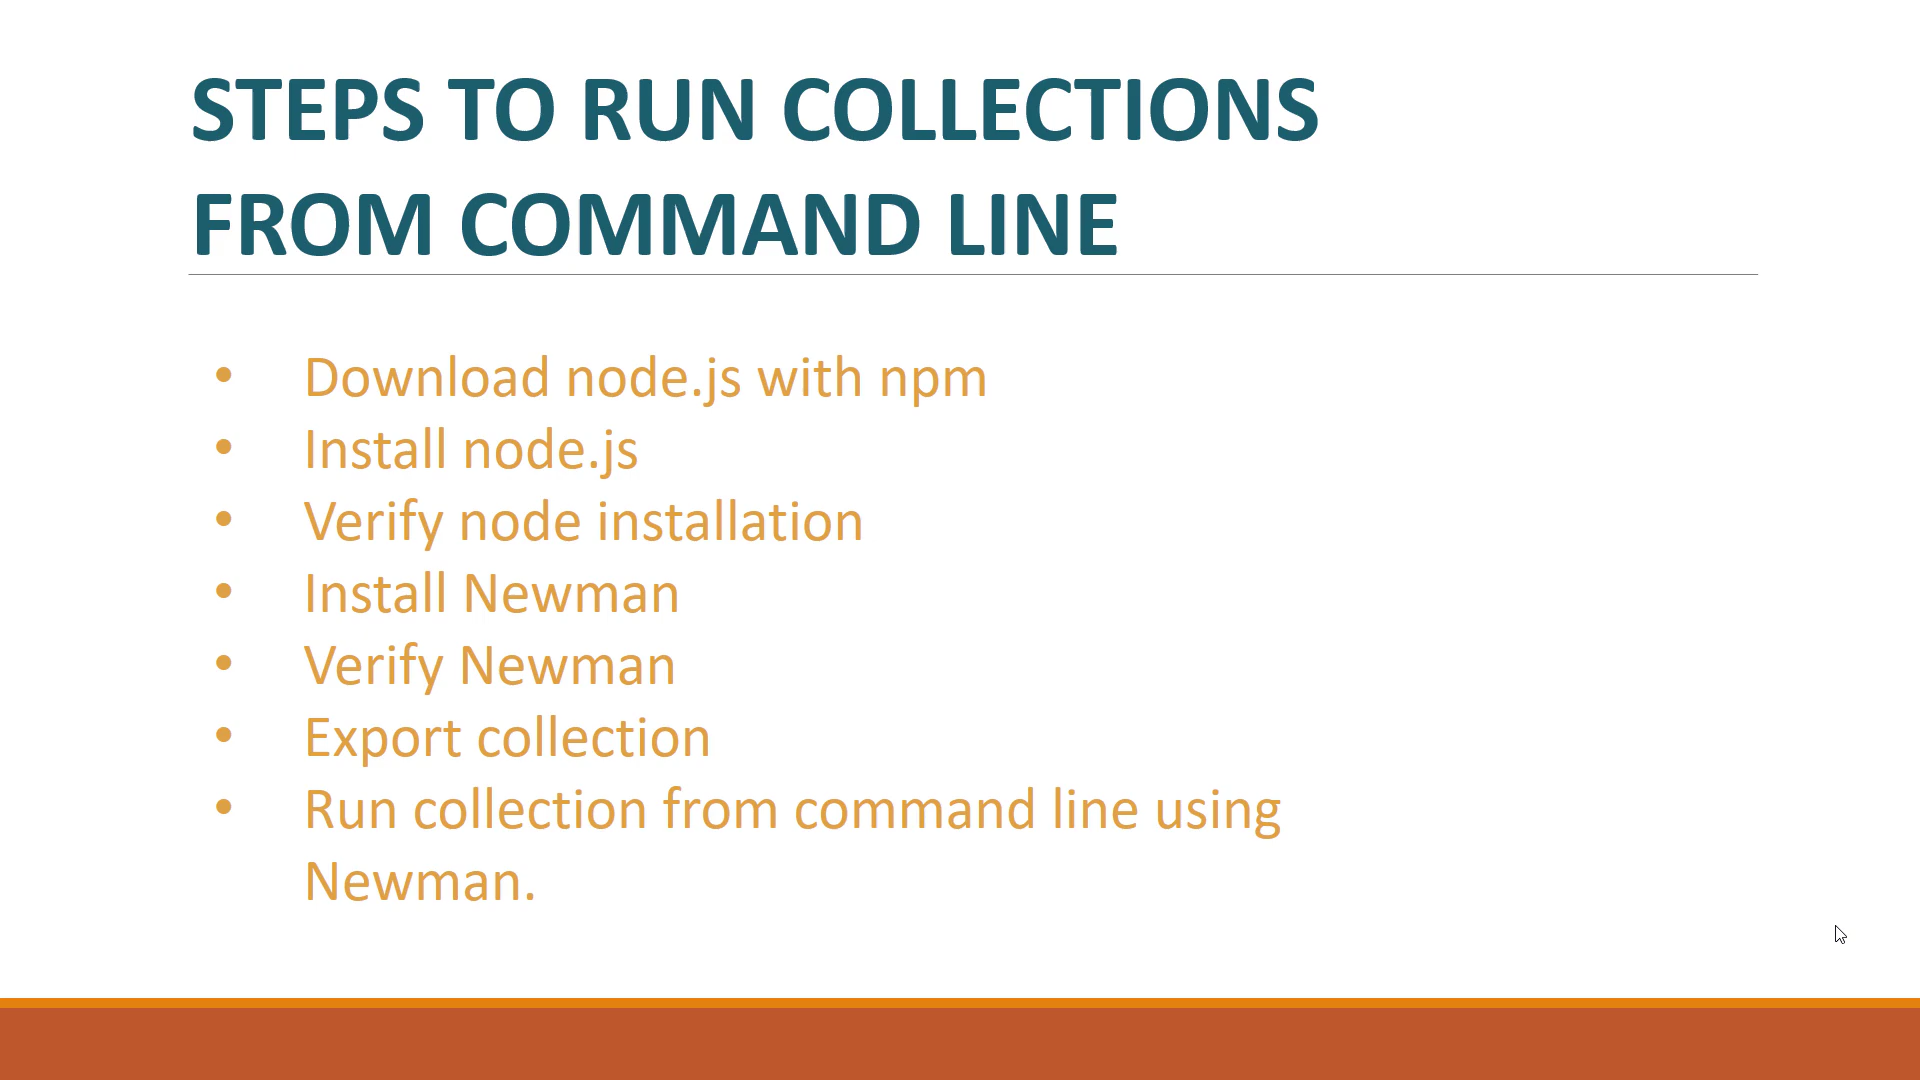 STEPS TO RUN COLLECTIONS
FROM COMMAND LINE
• Download node.js with npm
• Install node.js
• Verify node installation
• Install Newman
• Verify Newman
• Export collection
• Run collection from command line using
Newman.